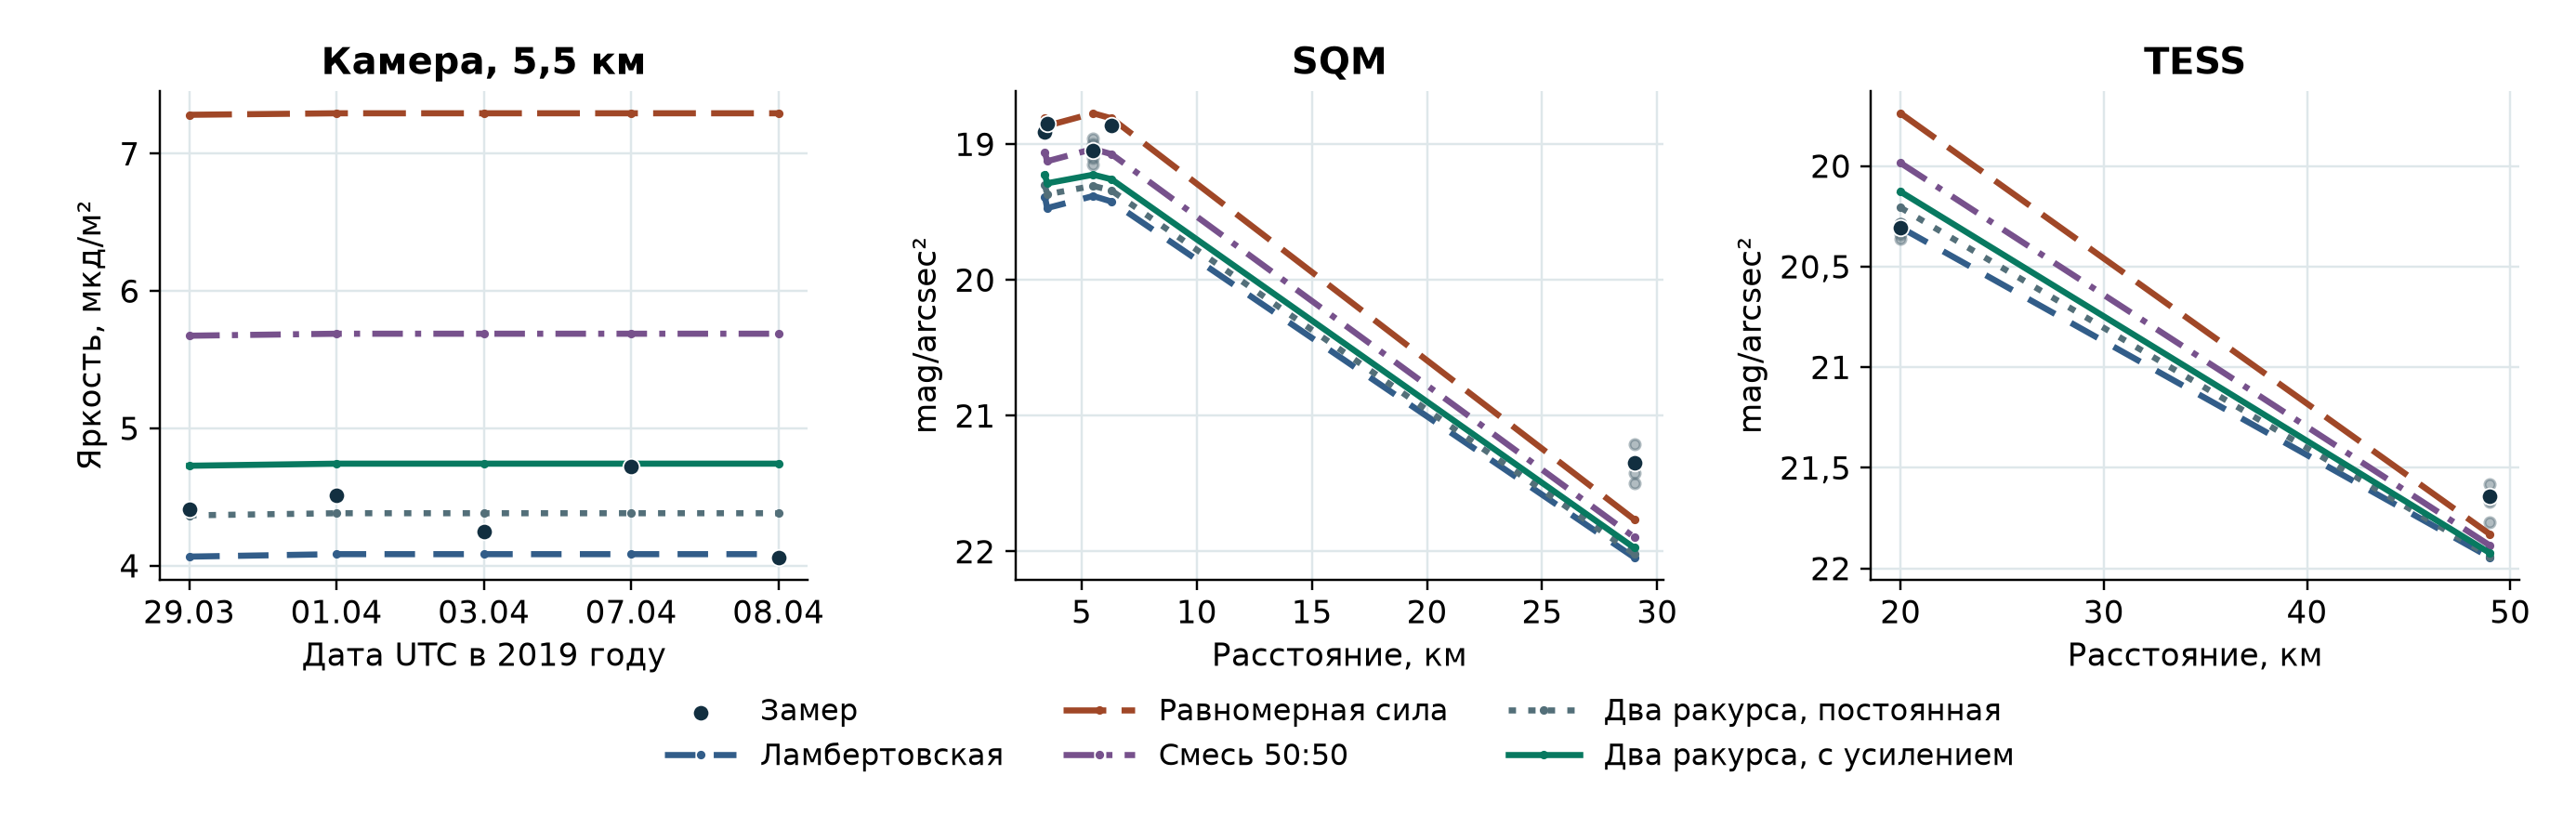 Камера, 5,5 км
Яркость, мкд/м²
7
6
5
4
29.03 01.04 03.04 07.04 08.04
Дата UTC в 2019 году
SQM
mag/arcsec²
19
20
21
22
5 10 15 20 25 30
Расстояние, км
TESS
mag/arcsec²
20
20,5
21
21,5
22
20 30 40 50
Расстояние, км
Замер
Ламбертовская
Равномерная сила
Смесь 50:50
Два ракурса, постоянная
Два ракурса, с усилением